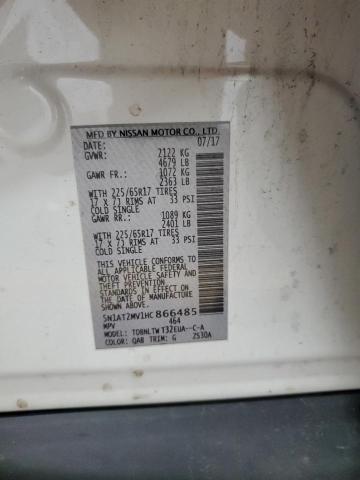 MFD BY NISSAN MOTOR CO., LTD.
DATE: 07/17
GVWR: 2122 KG
4679 LB
GAWR FR.: 1072 KG
2363 LB
WITH 225/65R17 TIRES
17 X 7J RIMS AT 33 PSI
COLD SINGLE
GAWR RR.: 1089 KG
2401 LB
WITH 225/65R17 TIRES
17 X 7J RIMS AT 33 PSI
COLD SINGLE
THIS VEHICLE CONFORMS TO ALL
APPLICABLE FEDERAL
MOTOR VEHICLE SAFETY
AND THEFT PREVENTION
STANDARDS IN EFFECT ON THE
DATE OF MANUFACTURE
SHOWN ABOVE.
5N1AT2MV1HC866485
MPV 464
MODEL: TDBNLTW T32EUA--C-A
COLOR: QAB TRIM: G 2S30A